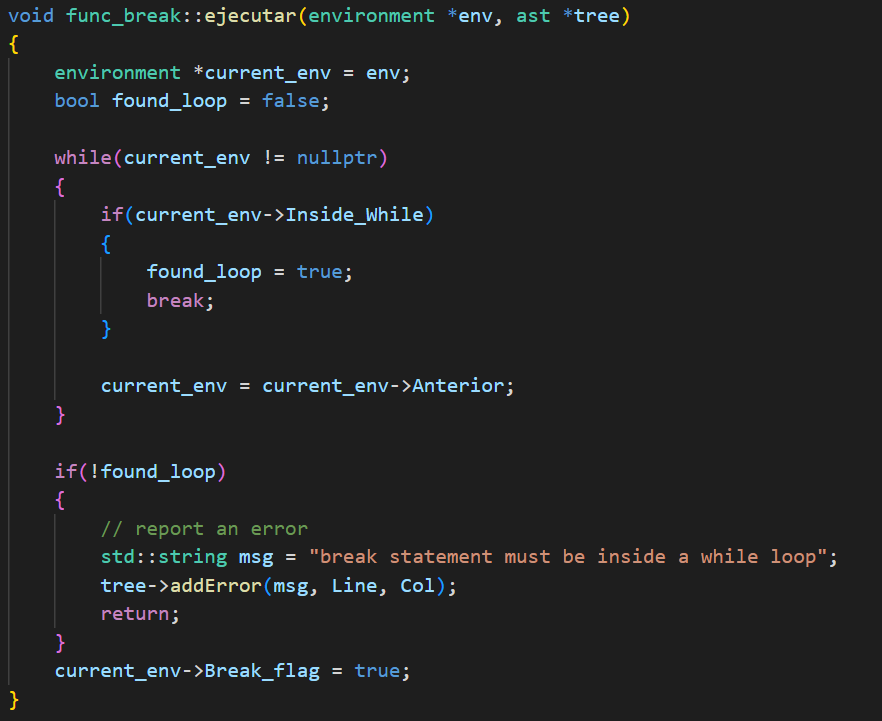 void func_break::ejecutar(environment *env, ast *tree)
{
    environment *current_env = env;
    bool found_loop = false;

    while(current_env != nullptr)
    {
        if(current_env->Inside_While)
        {
            found_loop = true;
            break;
        }

        current_env = current_env->Anterior;
    }

    if(!found_loop)
    {
        // report an error
        std::string msg = "break statement must be inside a while loop";
        tree->addError(msg, Line, Col);
        return;
    }
    current_env->Break_flag = true;
}